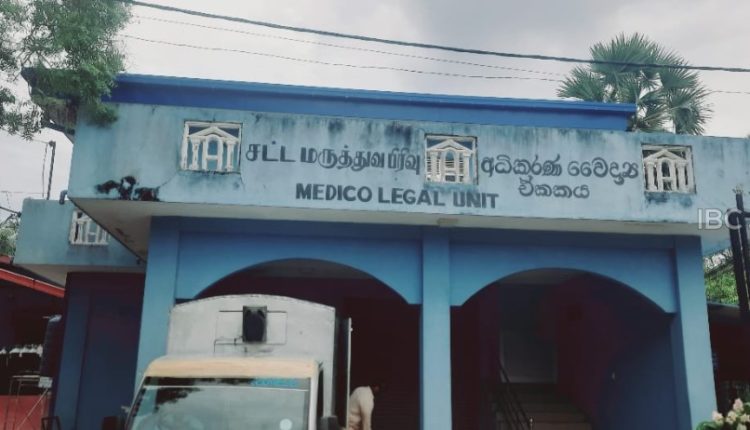 சட்ட மருத்துவ பிரிவு
අධිකරණ වෛද්‍ය
ඒකකය
MEDICO LEGAL UNIT
IBC